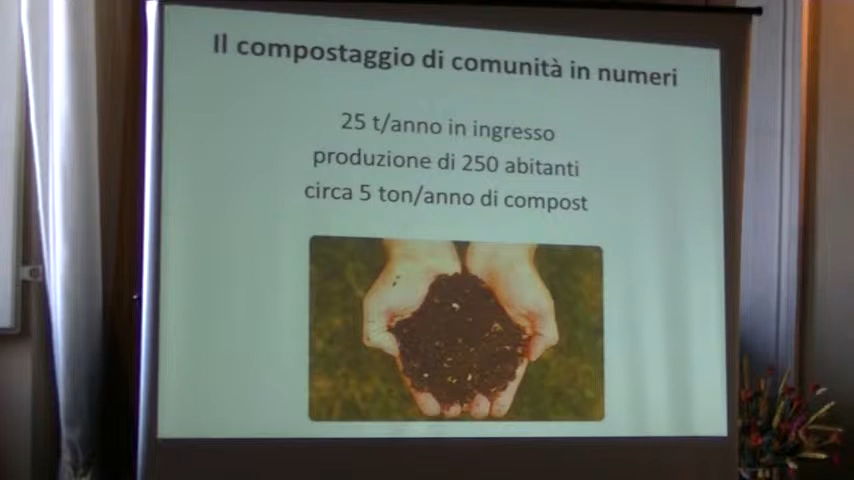 Il compostaggio di comunità in numeri
25 t/anno in ingresso
produzione di 250 abitanti
circa 5 ton/anno di compost